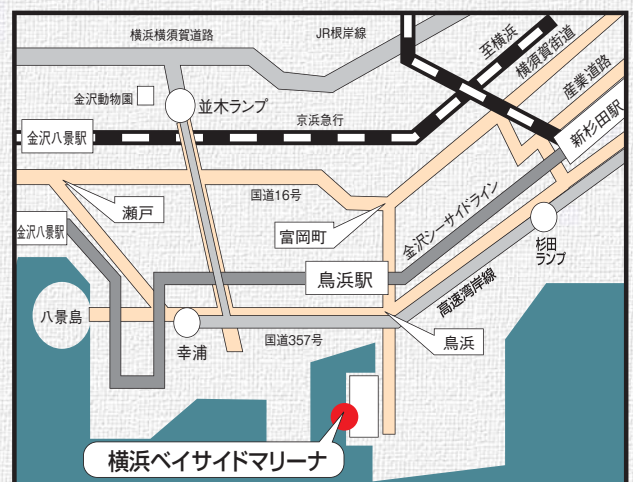 横浜横須賀道路
JR根岸線
至横浜
横須賀街道
産業道路
金沢動物園
並木ランプ
京浜急行
金沢八景駅
新杉田駅
国道16号
瀬戸
富岡町
金沢シーサイドライン
金沢八景駅
杉田
ランプ
鳥浜駅
高速湾岸線
八景島
幸浦
国道357号
鳥浜
横浜ベイサイドマリーナ